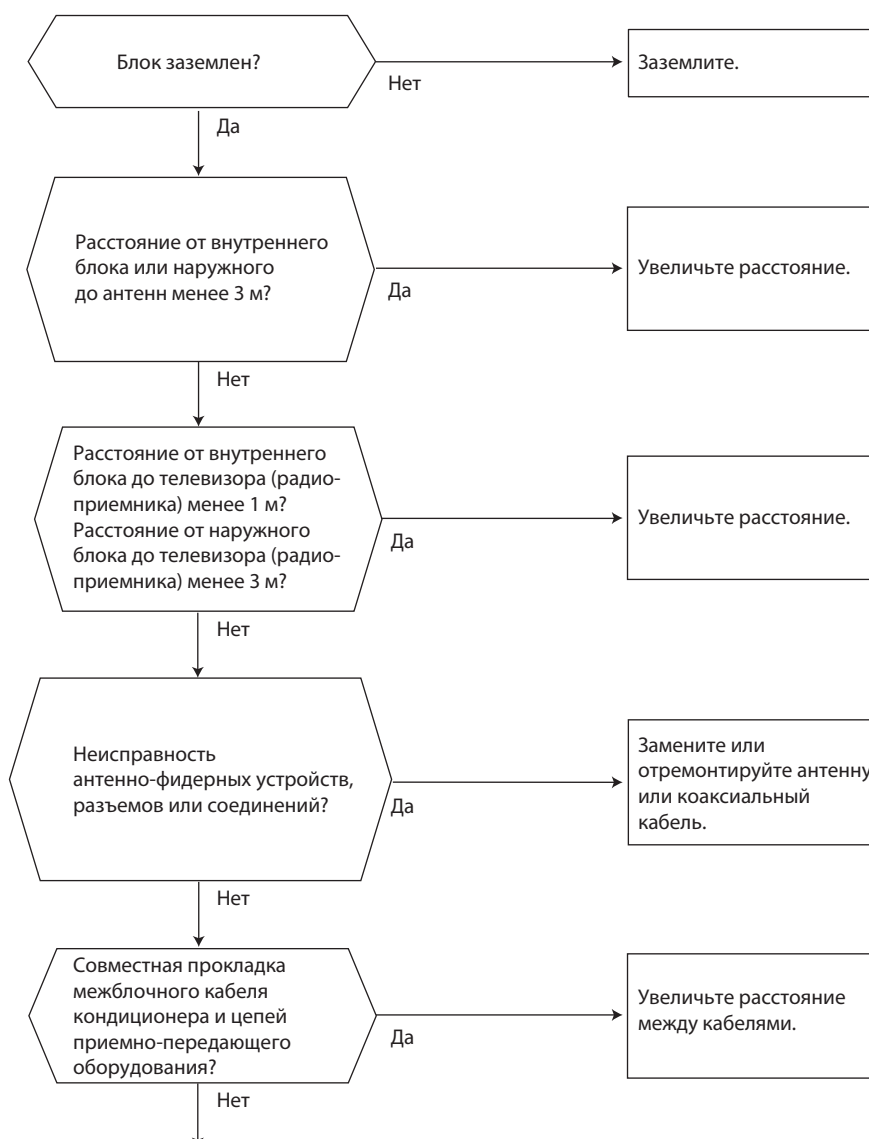 Блок заземлен?
Нет
Заземлите.
Да
Расстояние от внутреннего
блока или наружного
до антенн менее 3 м?
Да
Увеличьте расстояние.
Нет
Расстояние от внутреннего
блока до телевизора (радио-
приемника) менее 1 м?
Расстояние от наружного
блока до телевизора (радио-
приемника) менее 3 м?
Да
Увеличьте расстояние.
Нет
Неисправность
антенно-фидерных устройств,
разъемов или соединений?
Да
Замените или
отремонтируйте антенну
или коаксиальный
кабель.
Нет
Совместная прокладка
межблочного кабеля
кондиционера и цепей
приемно-передающего
оборудования?
Да
Увеличьте расстояние
между кабелями.
Нет